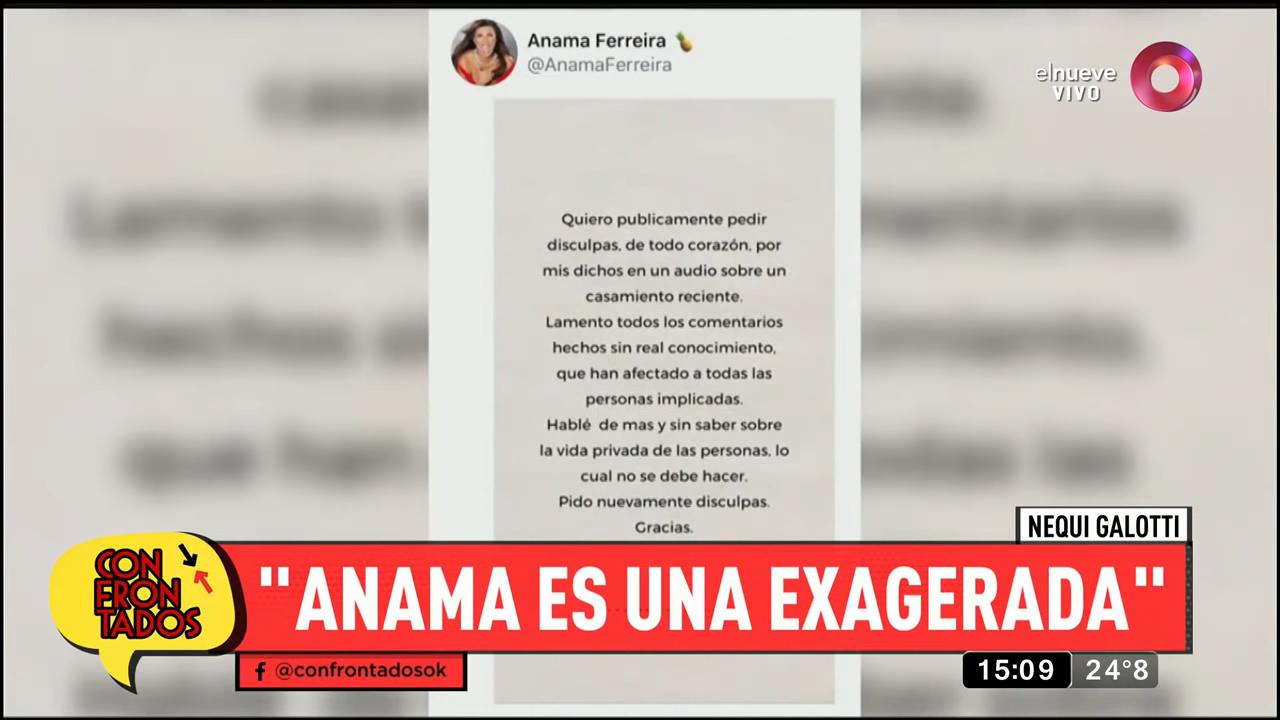 Anama Ferreira 🍍
@AnamaFerreira
elnueve
VIVO
Quiero publicamente pedir
disculpas, de todo corazón, por
mis dichos en un audio sobre un
casamiento reciente.
Lamento todos los comentarios
hechos sin real conocimiento,
que han afectado a todas las
personas implicadas.
Hablé de mas y sin saber sobre
la vida privada de las personas, lo
cual no se debe hacer.
Pido nuevamente disculpas.
Gracias.
NEQUI GALOTTI
CON
FRON
TADOS
"ANAMA ES UNA EXAGERADA"
f @confrontadosok
15:09 24°8